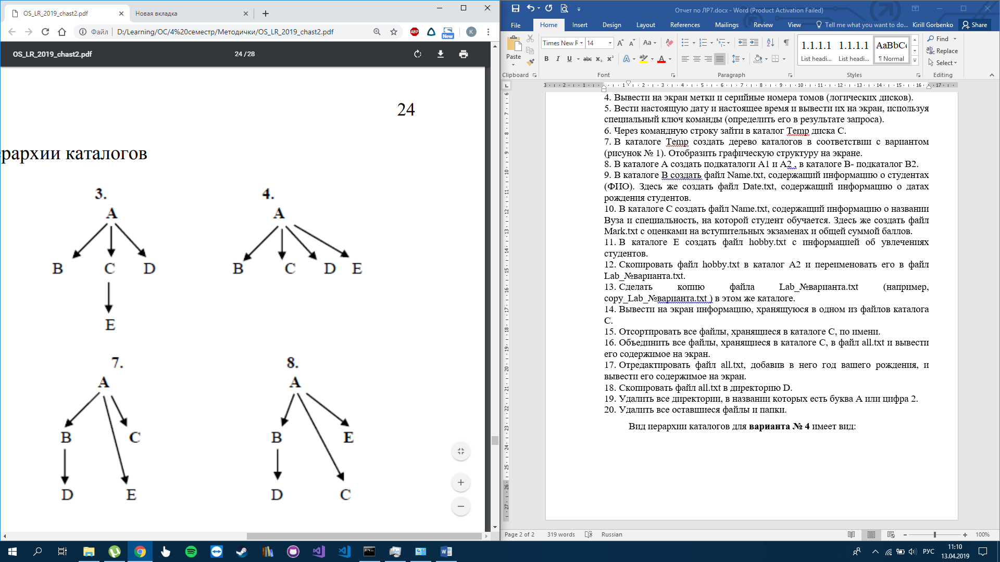 OS_LR_2019_chast2.pdf
Новая вкладка
Файл
D:/Learning/ОС/4%20семестр/Методички/OS_LR_2019_chast2.pdf
ABP
New
K
OS_LR_2019_chast2.pdf
24 / 28
24
рархии каталогов
3.
A
B C D
E
4.
A
B C D E
7.
A
B C
D E
8.
A
B E
D C
Отчет по ЛР7.docx - Word (Product Activation Failed)
File Home Insert Design Layout References Mailings Review View Tell me what you want to do... Kirill Gorbenko Share
Paste
Clipboard
Times New R 14
Font
Paragraph
1.1.1.1 1.1.1.1 AaBbCc
List headi... List headi... ¶ Normal
Styles
Find
Replace
Select
Editing
4. Вывести на экран метки и серийные номера томов (логических дисков).
5. Вести настоящую дату и настоящее время и вывести их на экран, используя
специальный ключ команды (определить его в результате запроса).
6. Через командную строку зайти в каталог Temp диска С.
7. В каталоге Temp создать дерево каталогов в соответствии с вариантом
(рисунок № 1). Отобразить графическую структуру на экране.
8. В каталоге А создать подкаталоги А1 и А2 , в каталоге В- подкаталог В2.
9. В каталоге В создать файл Name.txt, содержащий информацию о студентах
(ФИО). Здесь же создать файл Date.txt, содержащий информацию о датах
рождения студентов.
10. В каталоге С создать файл Name.txt, содержащий информацию о названии
Вуза и специальность, на которой студент обучается. Здесь же создать файл
Mark.txt с оценками на вступительных экзаменах и общей суммой баллов.
11. В каталоге Е создать файл hobby.txt с информацией об увлечениях
студентов.
12. Скопировать файл hobby.txt в каталог А2 и переименовать его в файл
Lab_№варианта.txt.
13. Сделать копию файла Lab_№варианта.txt (например,
copy_Lab_№варианта.txt ) в этом же каталоге.
14. Вывести на экран информацию, хранящуюся в одном из файлов каталога
С.
15. Отсортировать все файлы, хранящиеся в каталоге С, по имени.
16. Объединить все файлы, хранящиеся в каталоге С, в файл all.txt и вывести
его содержимое на экран.
17. Отредактировать файл all.txt, добавив в него год вашего рождения, и
вывести его содержимое на экран.
18. Скопировать файл all.txt в директорию D.
19. Удалить все директории, в названии которых есть буква А или цифра 2.
20. Удалить все оставшиеся файлы и папки.
Вид иерархии каталогов для варианта № 4 имеет вид:
Page 2 of 2 319 words Russian 100%
РУС
11:10
13.04.2019